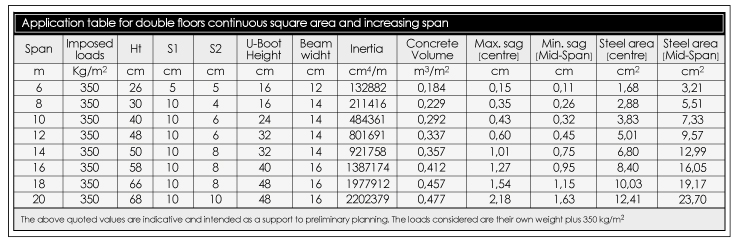 Application table for double floors continuous square area and increasing span
Span Imposed loads Ht S1 S2 U-Boot Height Beam widht Inertia Concrete Volume Max. sag (centre) Min. sag (Mid-Span) Steel area (centre) Steel area (Mid-Span)
m Kg/m² cm cm cm cm cm cm⁴/m m³/m² cm cm cm² cm²
6 350 26 5 5 16 12 132882 0,184 0,15 0,11 1,68 3,21
8 350 30 10 4 16 14 211416 0,229 0,35 0,26 2,88 5,51
10 350 40 10 6 24 14 484361 0,292 0,43 0,32 3,83 7,33
12 350 48 10 6 32 14 801691 0,337 0,60 0,45 5,01 9,57
14 350 50 10 8 32 14 921758 0,357 1,01 0,75 6,80 12,99
16 350 58 10 8 40 16 1387174 0,412 1,27 0,95 8,40 16,05
18 350 66 10 8 48 16 1977912 0,457 1,54 1,15 10,03 19,17
20 350 68 10 10 48 16 2202379 0,477 2,18 1,63 12,41 23,70
The above quoted values are indicative and intended as a support to preliminary planning. The loads considered are their own weight plus 350 kg/m²